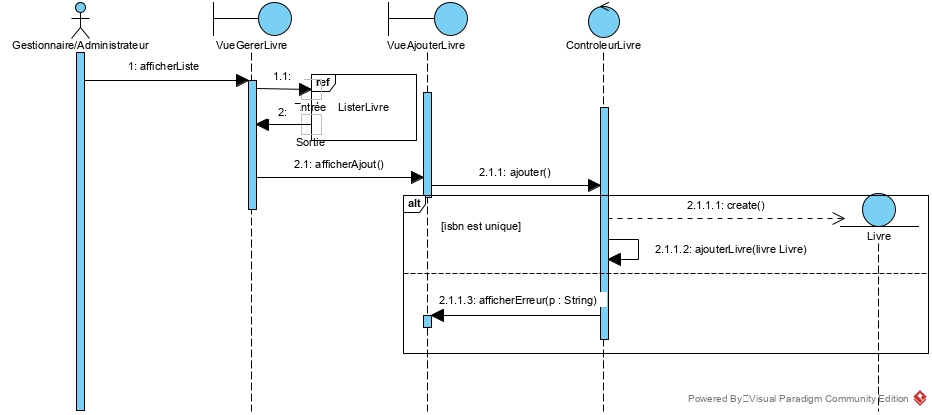 Gestionnaire/Administrateur
VueGererLivre
VueAjouterLivre
ControleurLivre
1: afficherListe
1.1:
ref
Entrée
ListerLivre
2:
Sortie
2.1: afficherAjout()
2.1.1: ajouter()
alt
[isbn est unique]
2.1.1.1: create()
Livre
2.1.1.2: ajouterLivre(livre Livre)
2.1.1.3: afficherErreur(p : String)
Powered By Visual Paradigm Community Edition